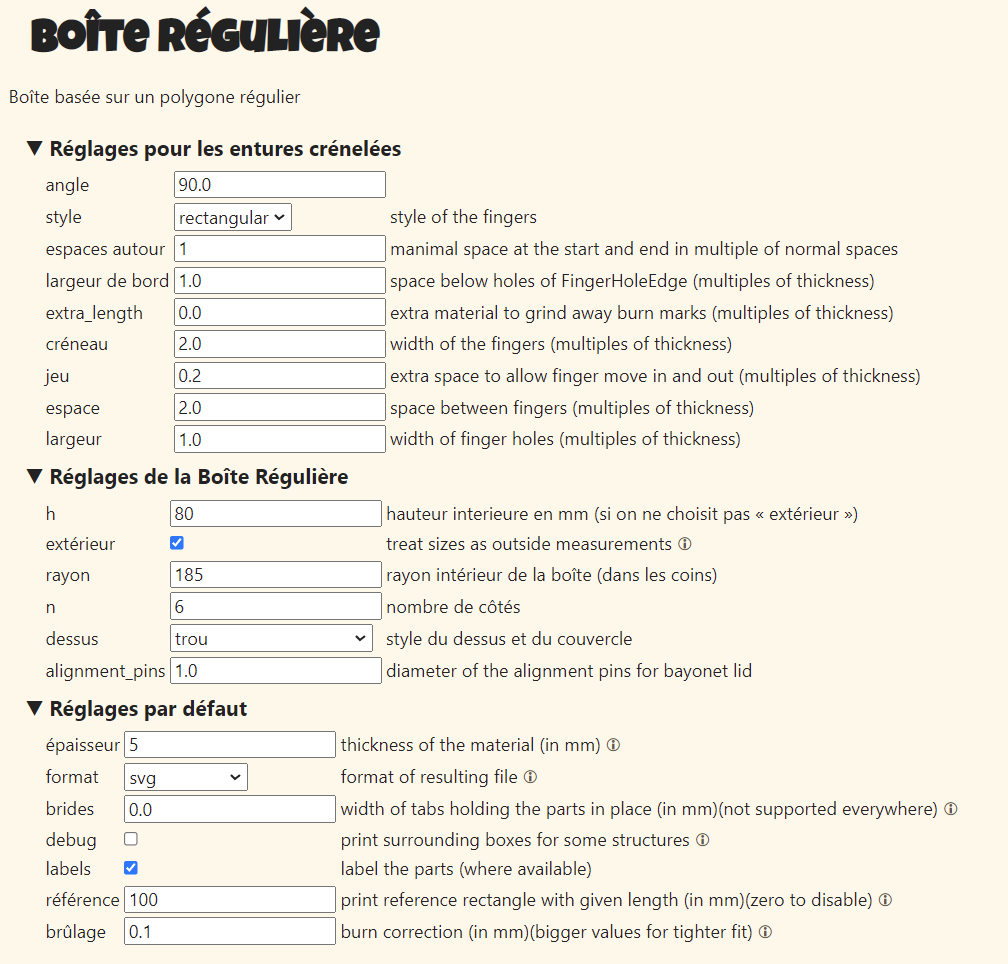 Boîte Régulière
Boîte basée sur un polygone régulier
▼ Réglages pour les entures crénelées
angle 90.0
style rectangular style of the fingers
espaces autour 1 manimal space at the start and end in multiple of normal spaces
largeur de bord 1.0 space below holes of FingerHoleEdge (multiples of thickness)
extra_length 0.0 extra material to grind away burn marks (multiples of thickness)
créneau 2.0 width of the fingers (multiples of thickness)
jeu 0.2 extra space to allow finger move in and out (multiples of thickness)
espace 2.0 space between fingers (multiples of thickness)
largeur 1.0 width of finger holes (multiples of thickness)
▼ Réglages de la Boîte Régulière
h 80 hauteur interieure en mm (si on ne choisit pas « extérieur »)
extérieur treat sizes as outside measurements 🛈
rayon 185 rayon intérieur de la boîte (dans les coins)
n 6 nombre de côtés
dessus trou style du dessus et du couvercle
alignment_pins 1.0 diameter of the alignment pins for bayonet lid
▼ Réglages par défaut
épaisseur 5 thickness of the material (in mm) 🛈
format svg format of resulting file 🛈
brides 0.0 width of tabs holding the parts in place (in mm)(not supported everywhere) 🛈
debug print surrounding boxes for some structures 🛈
labels label the parts (where available)
référence 100 print reference rectangle with given length (in mm)(zero to disable) 🛈
brûlage 0.1 burn correction (in mm)(bigger values for tighter fit) 🛈